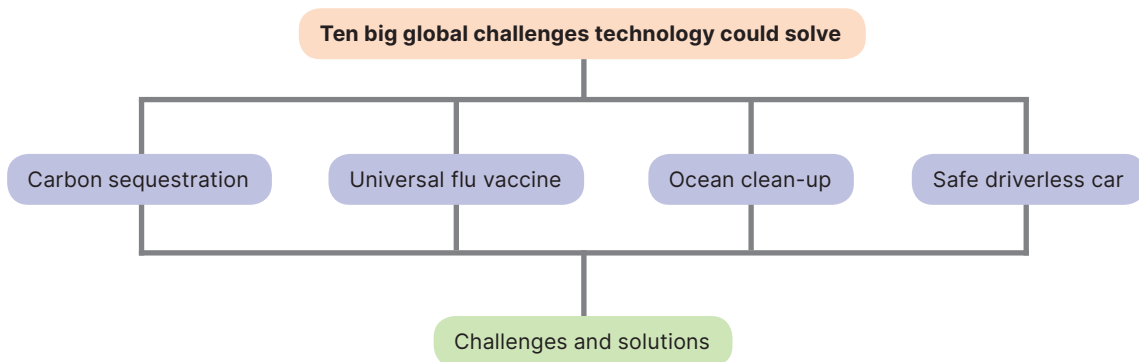 Ten big global challenges technology could solve
Carbon sequestration
Universal flu vaccine
Ocean clean-up
Safe driverless car
Challenges and solutions